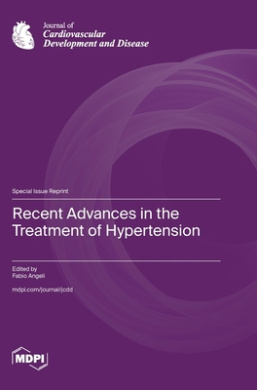 Journal of
Cardiovascular
Development and Disease
Special Issue Reprint
Recent Advances in the
Treatment of Hypertension
Edited by
Fabio Angeli
mdpi.com/journal/jcdd
MDPI